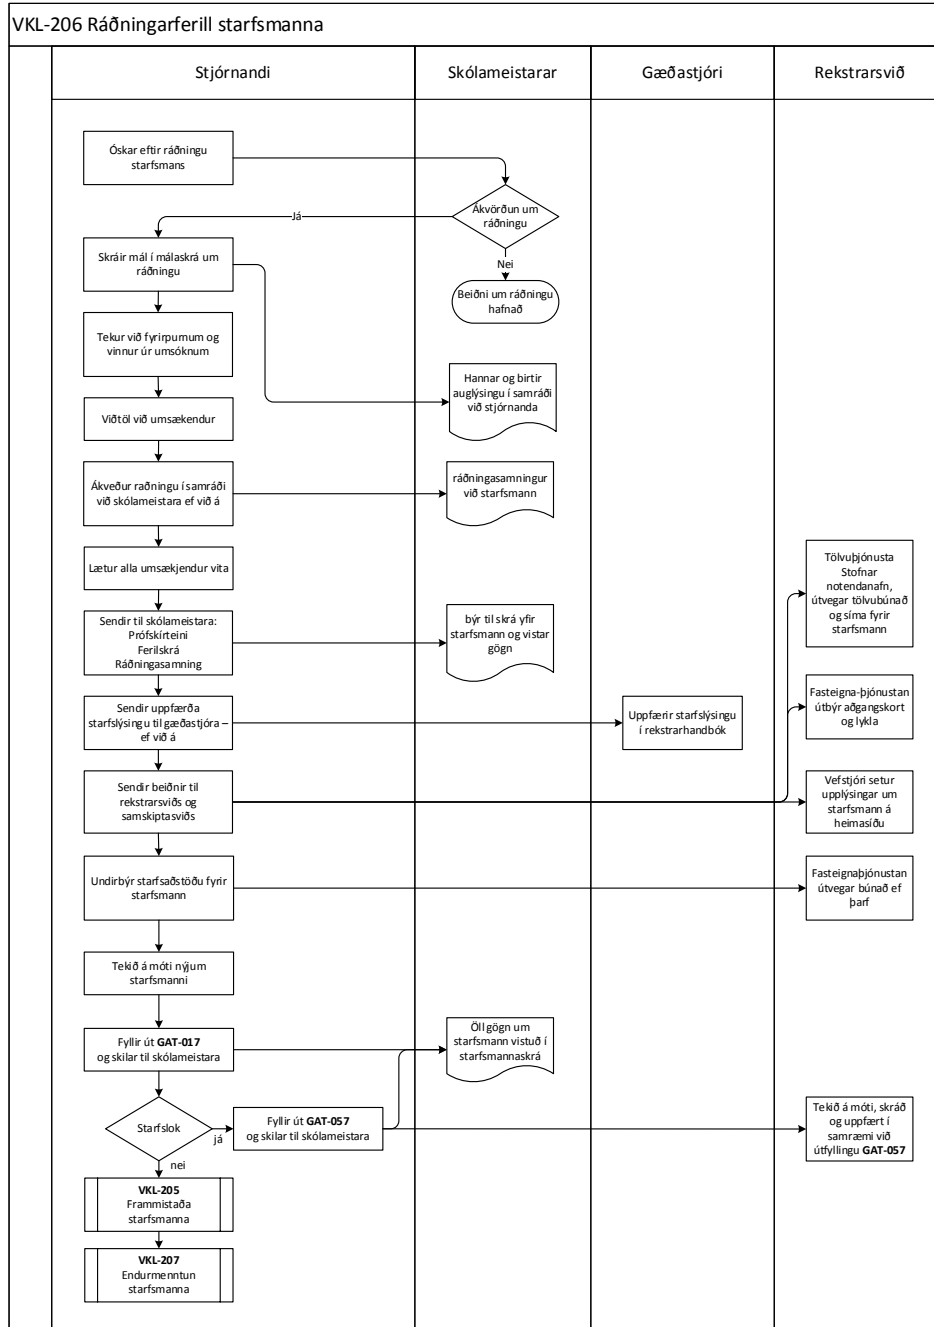 VKL-206 Ráðningarferill starfsmanna
Stjórnandi
Skólameistarar
Gæðastjóri
Rekstrarsvið
Óskar eftir ráðningu
starfsmans
Ákvörðun um
ráðningu
Já
Nei
Skráir mál í málaskrá um
ráðningu
Beiðni um ráðningu
hafnað
Tekur við fyrirpurnum og
vinnur úr umsóknum
Hannar og birtir
auglýsingu í samráði
við stjórnanda
Viðtöl við umsækendur
Ákveður raðningu í samráði
við skólameistara ef við á
ráðningasamningur
við starfsmann
Lætur alla umsækjendur vita
Tölvuþjónusta
Stofnar
notendanafn,
útvegar tölvubúnað
og síma fyrir
starfsmann
Sendir til skólameistara:
Prófskírteini
Ferilskrá
Ráðningasamning
býr til skrá yfir
starfsmann og vistar
gögn
Sendir uppfærða
starfslýsingu til gæðastjóra –
ef við á
Uppfærir starfslýsingu
í rekstrarhandbók
Fasteigna-þjónustan
útbýr aðgangskort
og lykla
Sendir beiðnir til
rekstrarsviðs og
samskiptasviðs
Vefstjóri setur
upplýsingar um
starfsmann á
heimasíðu
Undirbýr starfsaðstöðu fyrir
starfsmann
Fasteignaþjónustan
útvegar búnað ef
þarf
Tekið á móti nýjum
starfsmanni
Fyllir út GAT-017
og skilar til skólameistara
Öll gögn um
starfsmann vistuð í
starfsmannaskrá
Starfslok
já
nei
Fyllir út GAT-057
og skilar til skólameistara
Tekið á móti, skráð
og uppfært í
samræmi við
útfyllingu GAT-057
VKL-205
Frammistaða
starfsmanna
VKL-207
Endurmenntun
starfsmanna